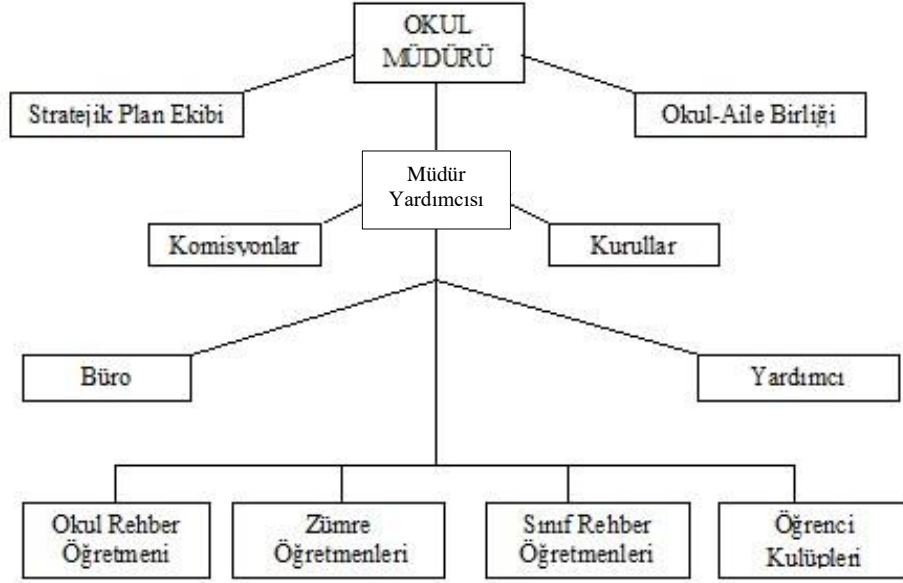 OKUL
MÜDÜRÜ
Stratejik Plan Ekibi
Okul-Aile Birliği
Müdür
Yardımcısı
Komisyonlar
Kurullar
Büro
Yardımcı
Okul Rehber
Öğretmeni
Zümre
Öğretmenleri
Sınıf Rehber
Öğretmenleri
Öğrenci
Kulüpleri